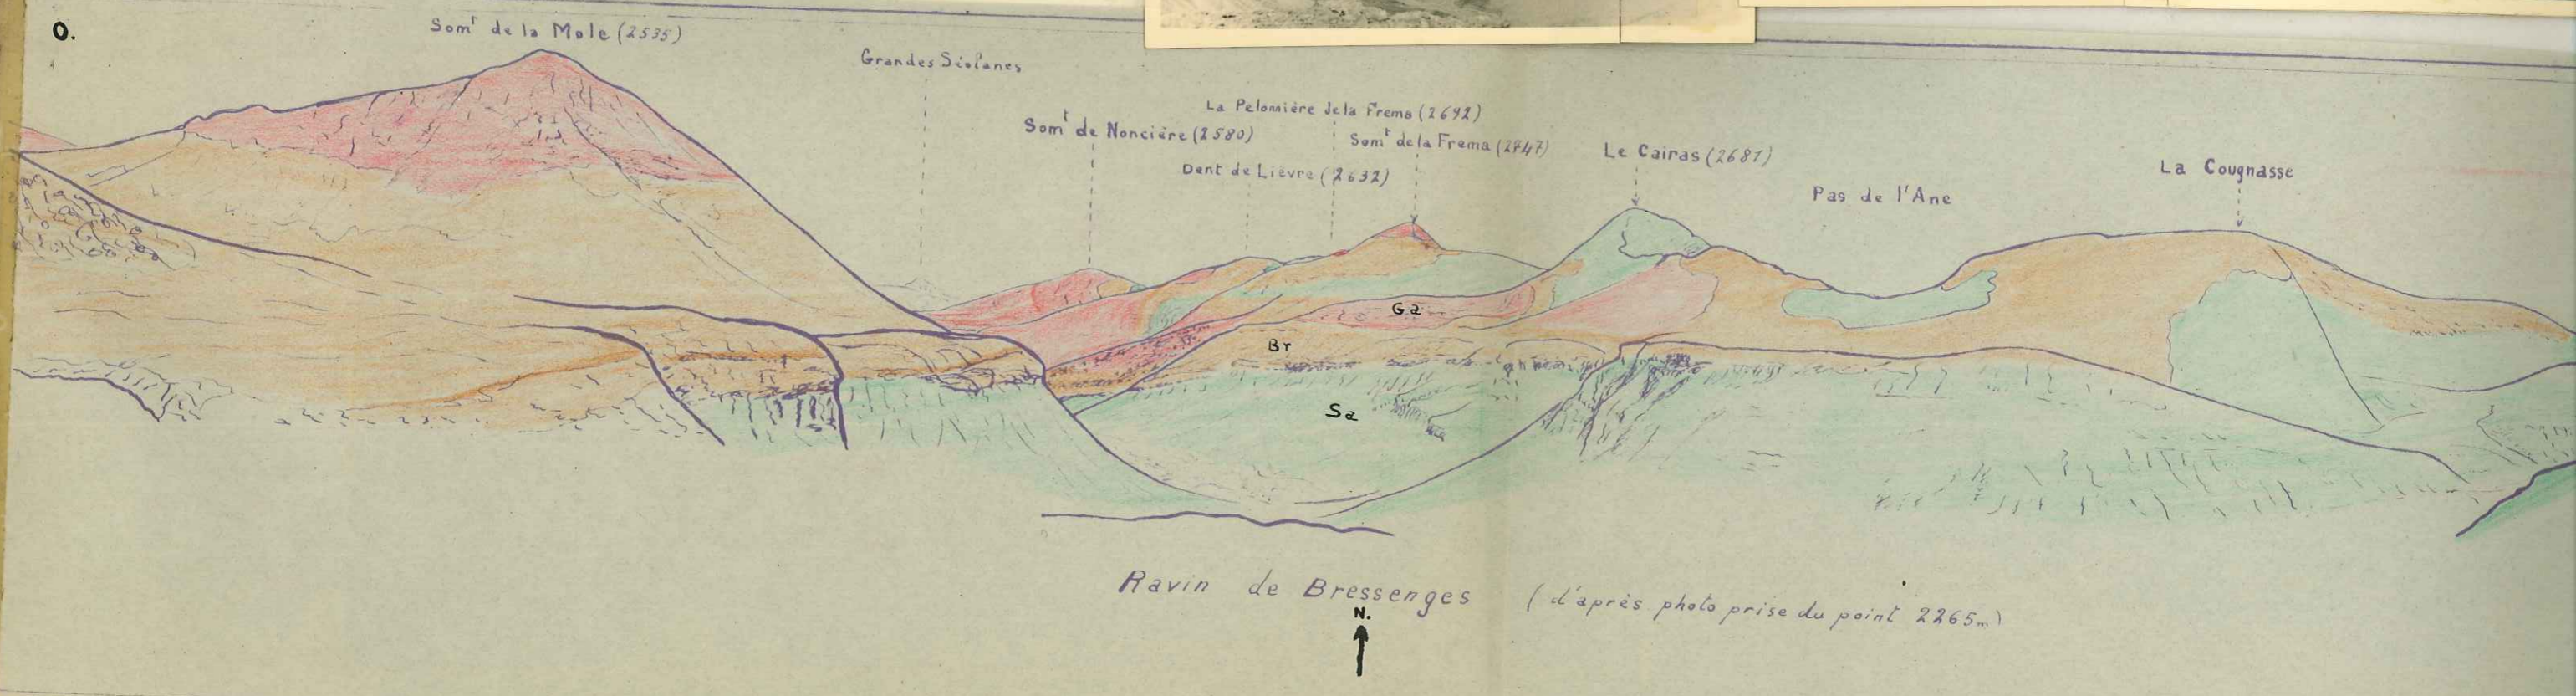 O.
Somt de la Mole (2535)
Grandes Séolanes
La Pelonnière de la Frema (2692)
Somt de Noncière (2580)
Somt de la Frema (2747)
Dent de Lièvre (2632)
Le Cairas (2681)
Pas de l'Ane
La Cougnasse
Ga
Br
Sa
Ravin de Bressenges (d'après photo prise du point 2265m)
N.